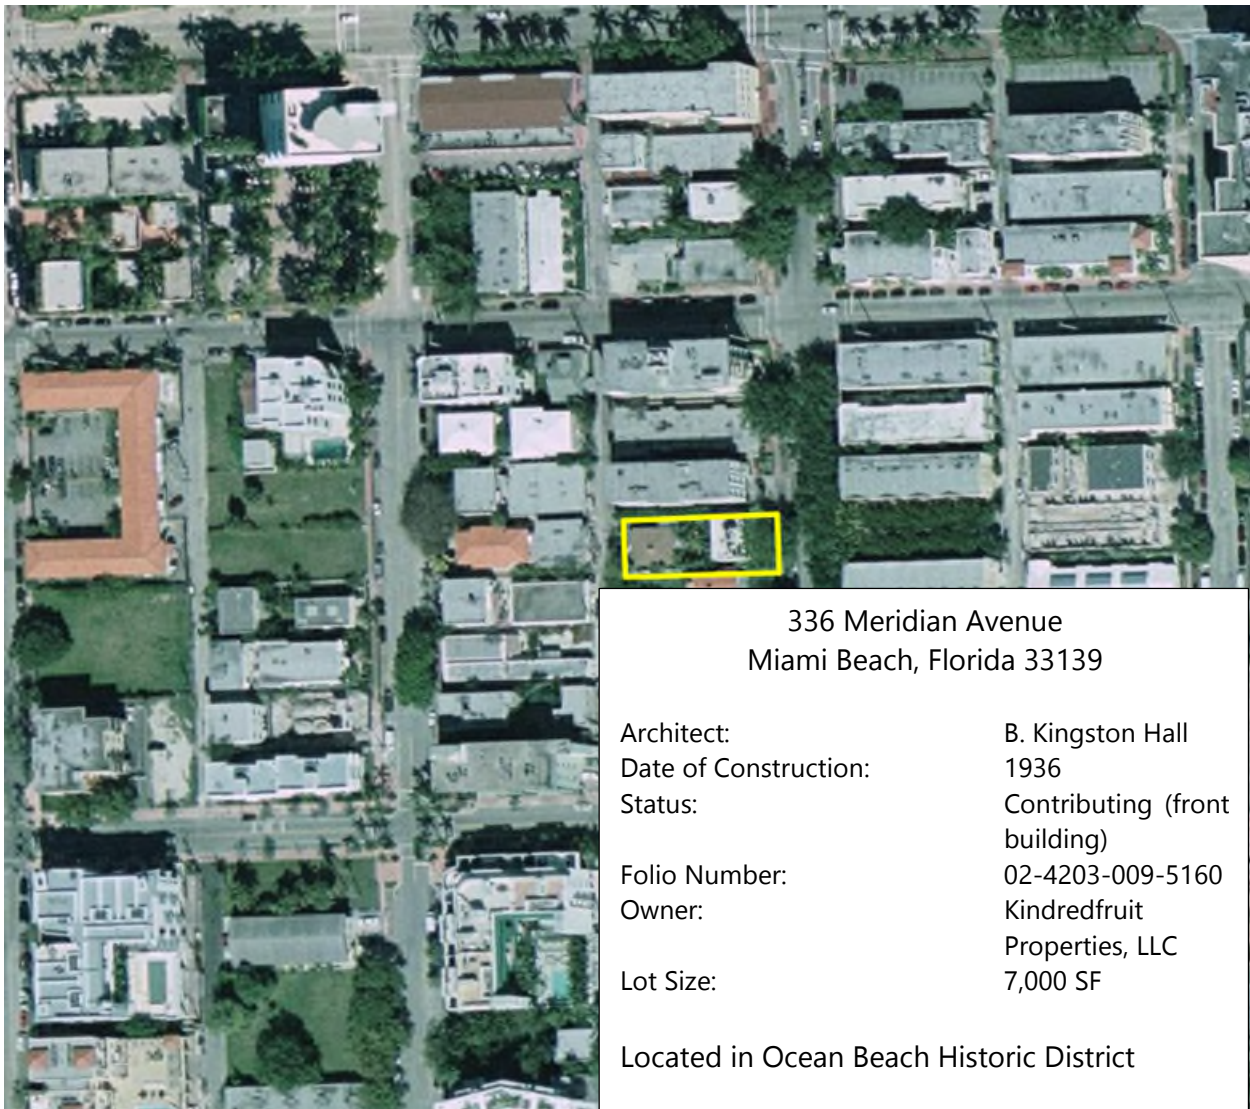 336 Meridian Avenue
Miami Beach, Florida 33139
Architect: B. Kingston Hall
Date of Construction: 1936
Status: Contributing (front
building)
Folio Number: 02-4203-009-5160
Owner: Kindredfruit
Properties, LLC
Lot Size: 7,000 SF
Located in Ocean Beach Historic District